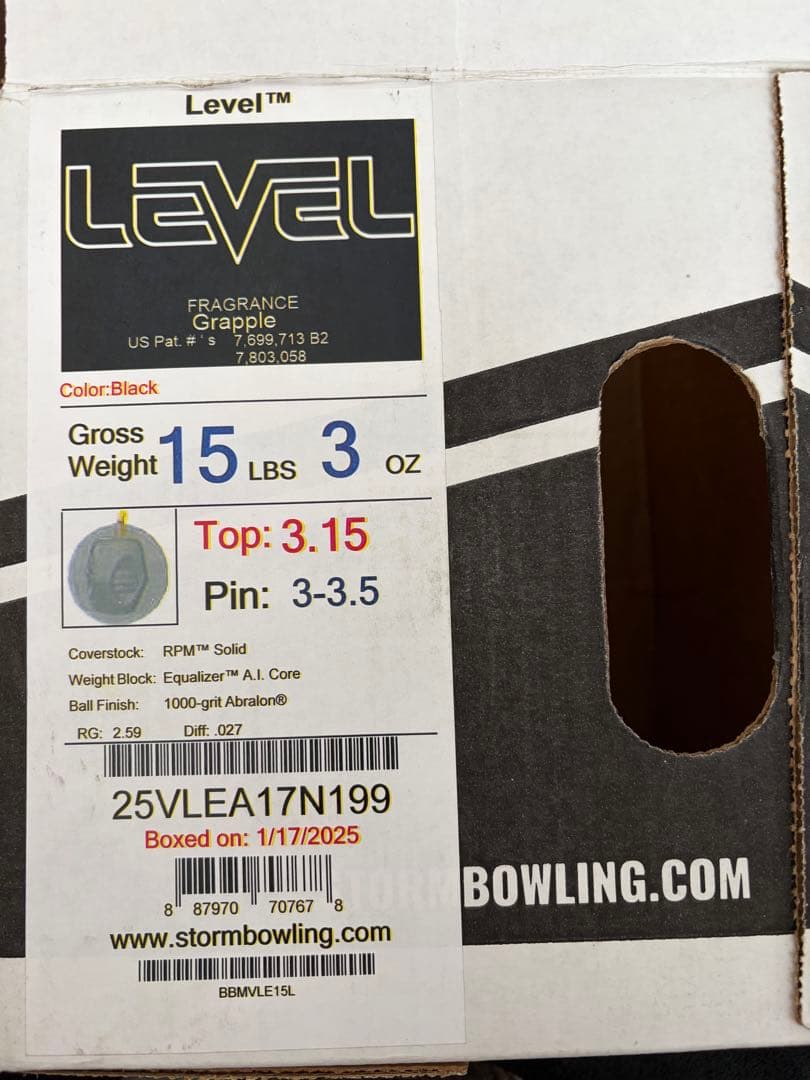 Level™
LEVEL
FRAGRANCE
Grapple
US Pat. # ' s 7,699,713 B2
7,803,058
Color:Black
Gross Weight 15 LBS 3 OZ
Top: 3.15
Pin: 3-3.5
Coverstock: RPM™ Solid
Weight Block: Equalizer™ A.I. Core
Ball Finish: 1000-grit Abralon®
RG: 2.59 Diff: .027
25VLEA17N199
Boxed on: 1/17/2025
8 87970 70767 8
www.stormbowling.com
BBMVLE15L
STORMBOWLING.COM